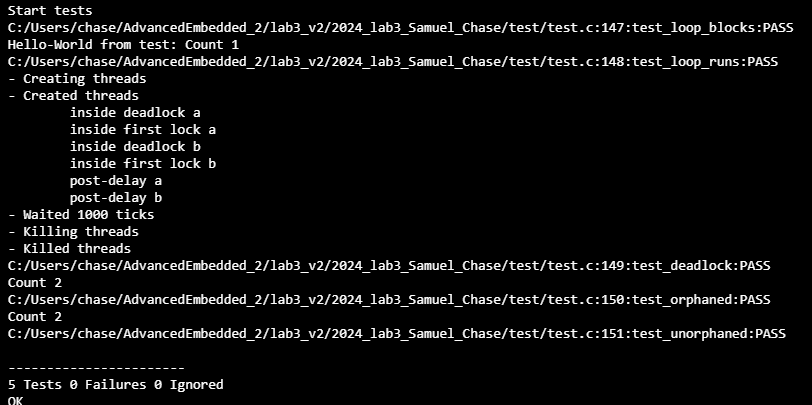 Start tests
C:/Users/chase/AdvancedEmbedded_2/lab3_v2/2024_lab3_Samuel_Chase/test/test.c:147:test_loop_blocks:PASS
Hello-World from test: Count 1
C:/Users/chase/AdvancedEmbedded_2/lab3_v2/2024_lab3_Samuel_Chase/test/test.c:148:test_loop_runs:PASS
- Creating threads
- Created threads
inside deadlock a
inside first lock a
inside deadlock b
inside first lock b
post-delay a
post-delay b
- Waited 1000 ticks
- Killing threads
- Killed threads
C:/Users/chase/AdvancedEmbedded_2/lab3_v2/2024_lab3_Samuel_Chase/test/test.c:149:test_deadlock:PASS
Count 2
C:/Users/chase/AdvancedEmbedded_2/lab3_v2/2024_lab3_Samuel_Chase/test/test.c:150:test_orphaned:PASS
Count 2
C:/Users/chase/AdvancedEmbedded_2/lab3_v2/2024_lab3_Samuel_Chase/test/test.c:151:test_unorphaned:PASS
-----------------------
5 Tests 0 Failures 0 Ignored
OK